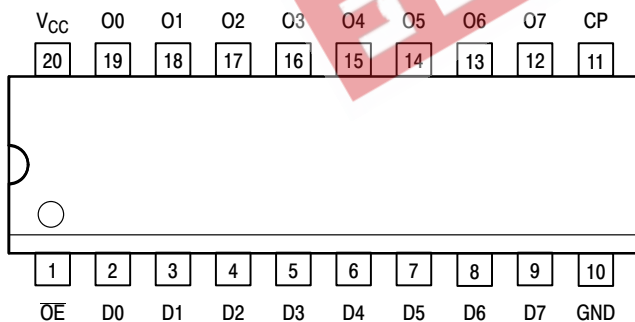 VCC O0 O1 O2 O3 O4 O5 O6 O7 CP
20 19 18 17 16 15 14 13 12 11
1 2 3 4 5 6 7 8 9 10
OE D0 D1 D2 D3 D4 D5 D6 D7 GND